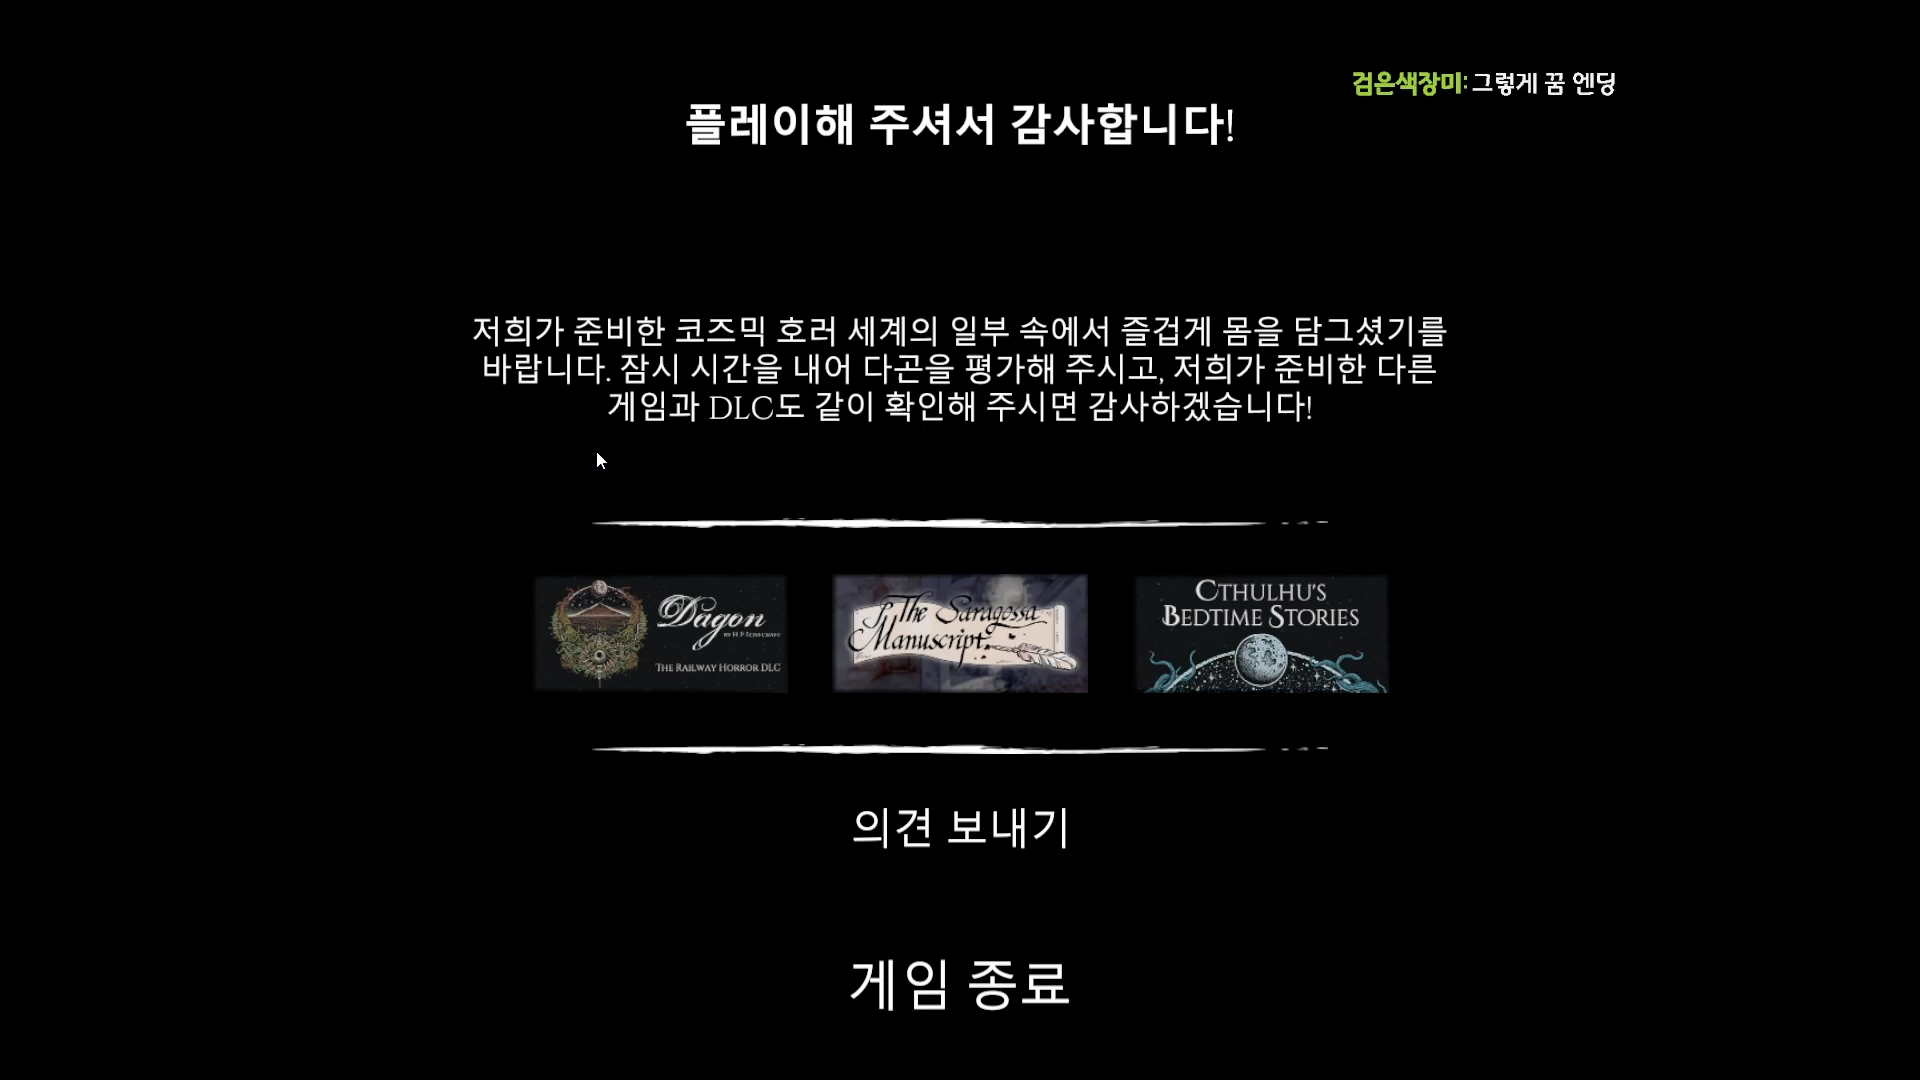 검은색장미: 그렇게 꿈 엔딩
플레이해 주셔서 감사합니다!
저희가 준비한 코즈믹 호러 세계의 일부 속에서 즐겁게 몸을 담그셨기를
바랍니다. 잠시 시간을 내어 다곤을 평가해 주시고, 저희가 준비한 다른
게임과 DLC도 같이 확인해 주시면 감사하겠습니다!
Dagon
BY H P LOVECRAFT
THE RAILWAY HORROR DLC
The Saragossa
Manuscript
CTHULHU'S
BEDTIME STORIES
의견 보내기
게임 종료